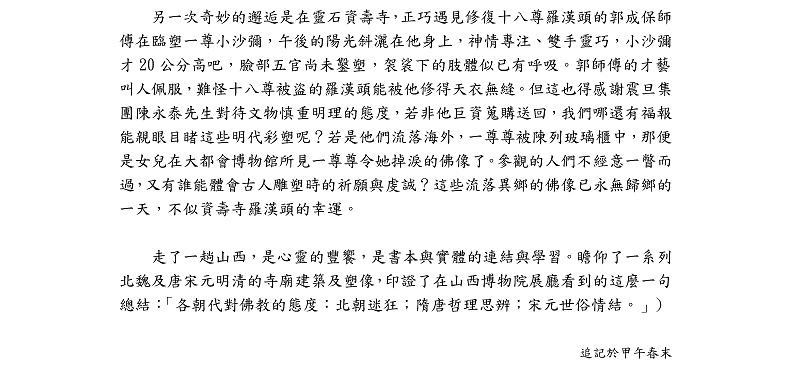 另一次奇妙的邂逅是在靈石資壽寺，正巧遇見修復十八尊羅漢頭的郭成保師
傅在臨塑一尊小沙彌，午後的陽光斜灑在他身上，神情專注、雙手靈巧，小沙彌
才 20 公分高吧，臉部五官尚未鑿塑，袈裟下的肢體似已有呼吸。郭師傅的才藝
叫人佩服，難怪十八尊被盜的羅漢頭能被他修得天衣無縫。但這也得感謝震旦集
團陳永泰先生對待文物慎重明理的態度，若非他巨資蒐購送回，我們哪還有福報
能親眼目睹這些明代彩塑呢？若是他們流落海外，一尊尊被陳列玻璃櫃中，那便
是女兒在大都會博物館所見一尊尊令她掉淚的佛像了。參觀的人們不經意一瞥而
過，又有誰能體會古人雕塑時的祈願與虔誠？這些流落異鄉的佛像已永無歸鄉的
一天，不似資壽寺羅漢頭的幸運。
走了一趟山西，是心靈的豐饗，是書本與實體的連結與學習。瞻仰了一系列
北魏及唐宋元明清的寺廟建築及塑像，印證了在山西博物院展廳看到的這麼一句
總結：「各朝代對佛教的態度：北朝迷狂；隋唐哲理思辨；宋元世俗情結。」）
追記於甲午春末